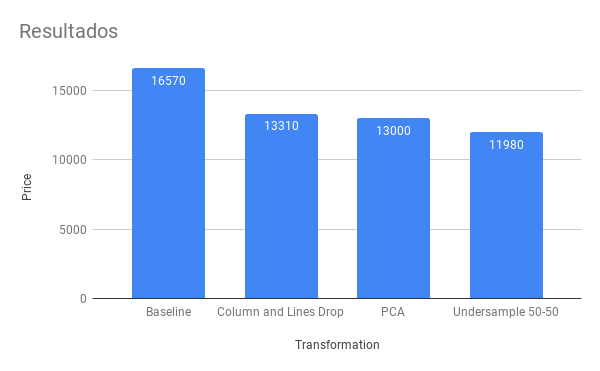 Resultados
16570
13310
13000
11980
15000
10000
5000
0
Price
Baseline
Column and Lines Drop
PCA
Undersample 50-50
Transformation